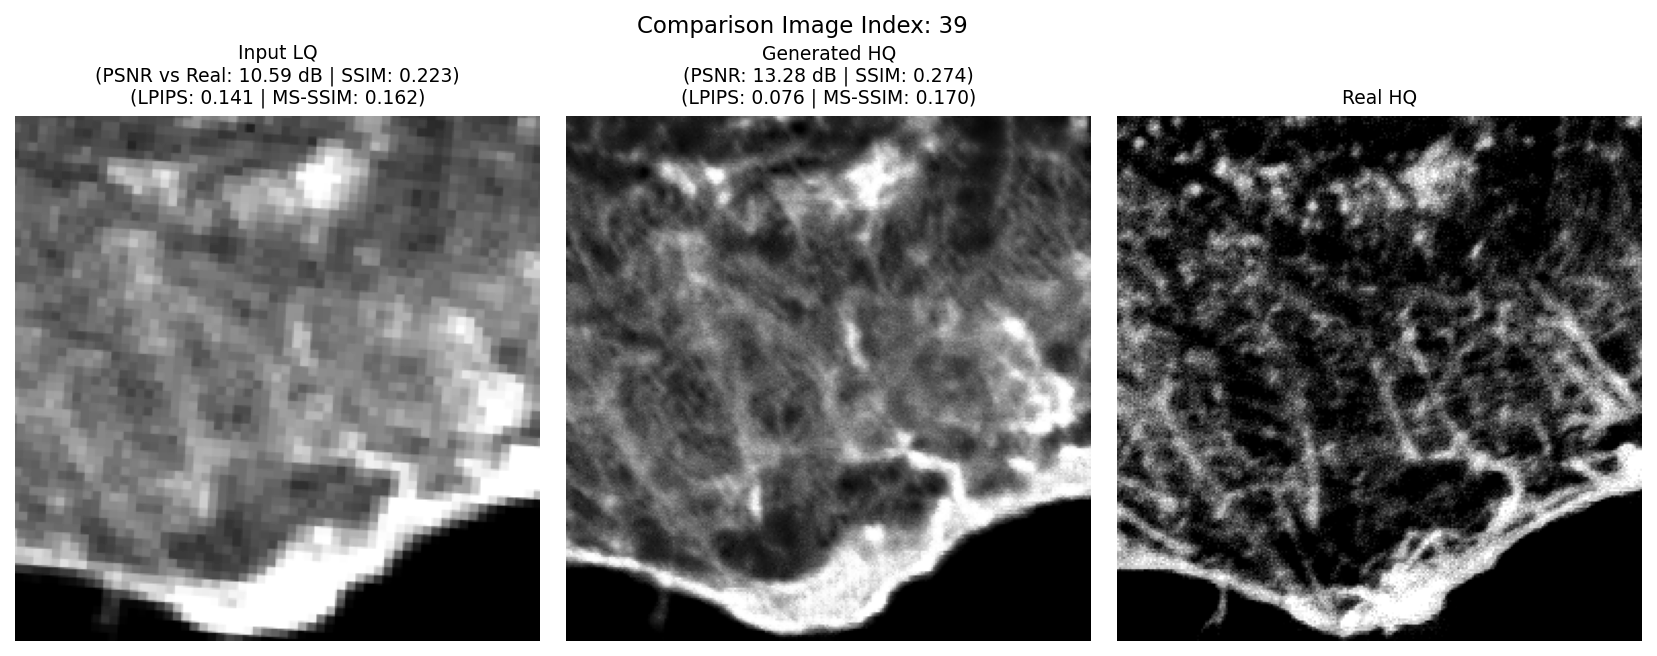 Comparison Image Index: 39
Input LQ
(PSNR vs Real: 10.59 dB | SSIM: 0.223)
(LPIPS: 0.141 | MS-SSIM: 0.162)
Generated HQ
(PSNR: 13.28 dB | SSIM: 0.274)
(LPIPS: 0.076 | MS-SSIM: 0.170)
Real HQ